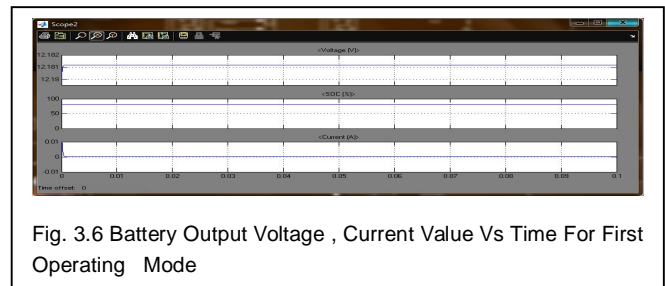 Scope2
<Voltage (V)>
12.182
12.181
12.18
<SOC (%)>
100
50
0
<Current (A)>
0.01
0
-0.01
0 0.01 0.02 0.03 0.04 0.05 0.06 0.07 0.08 0.09 0.1
Time offset: 0
Fig. 3.6 Battery Output Voltage , Current Value Vs Time For First
Operating Mode